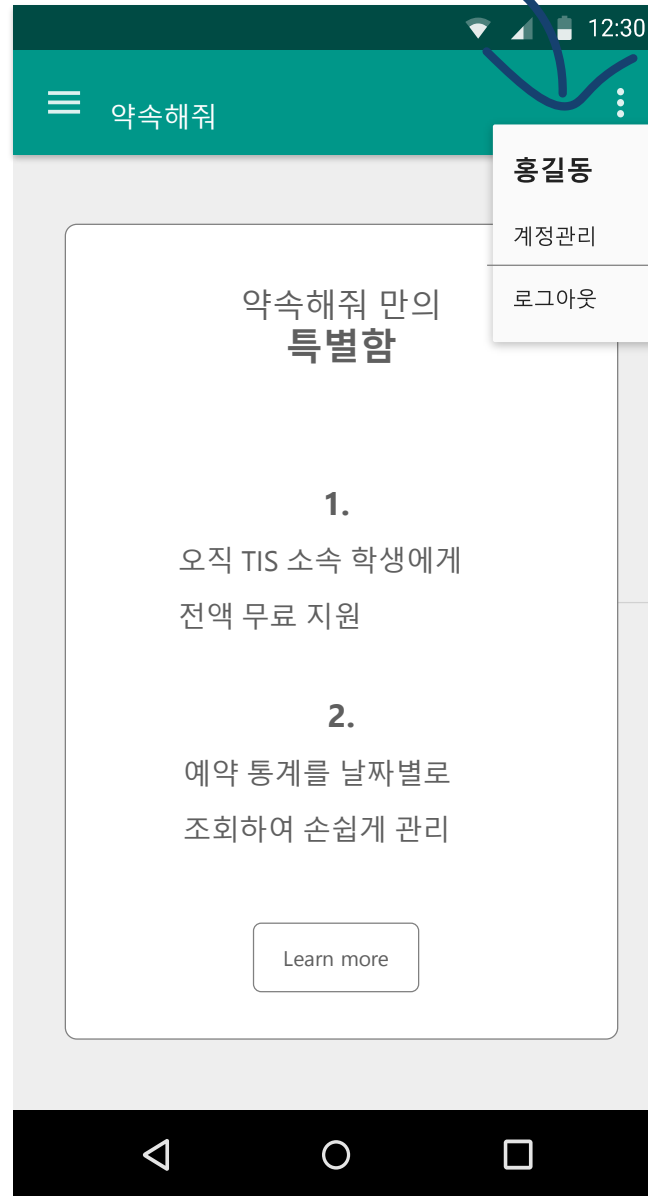 12:30
약속해줘
홍길동
계정관리
로그아웃
약속해줘 만의
특별함
1.
오직 TIS 소속 학생에게
전액 무료 지원
2.
예약 통계를 날짜별로
조회하여 손쉽게 관리
Learn more